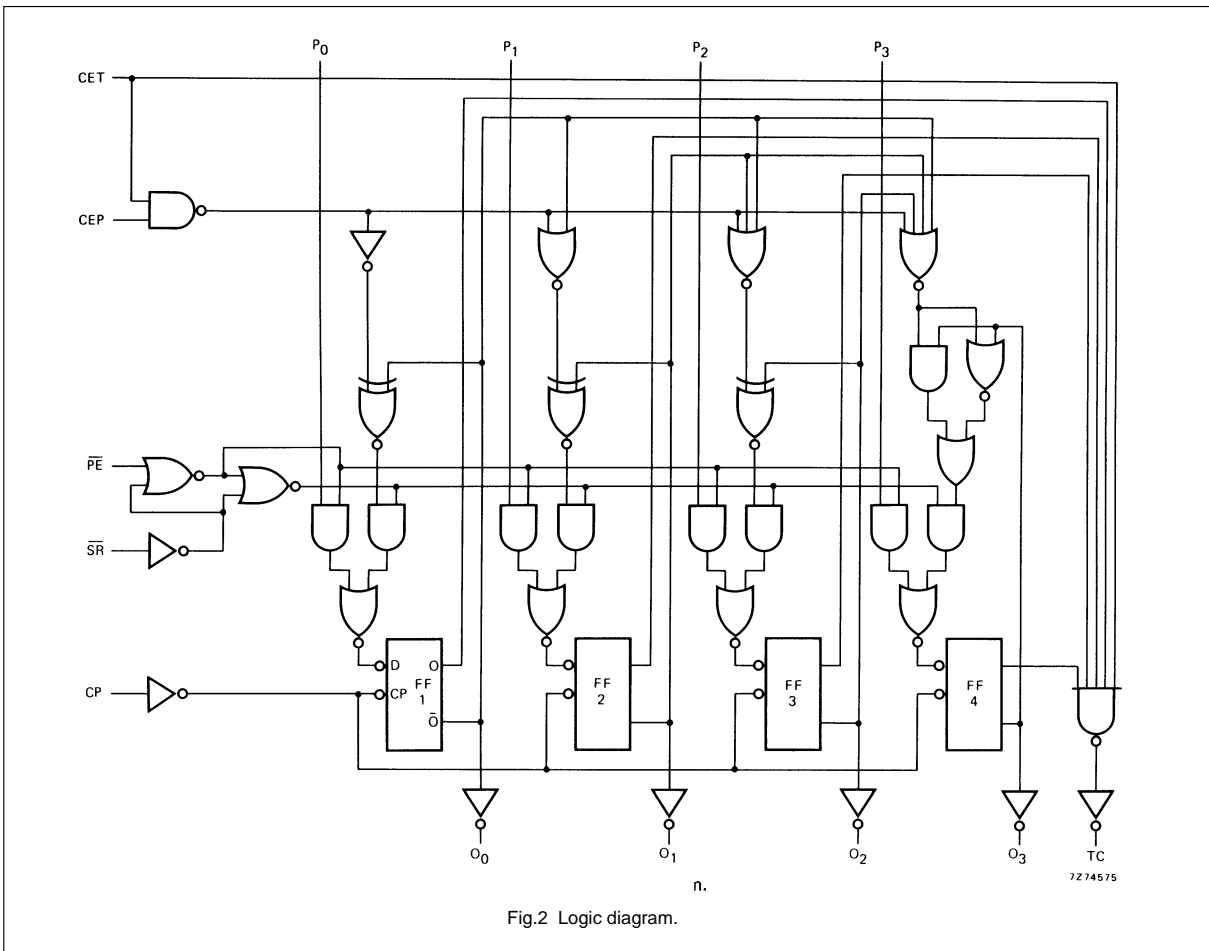 P0
P1
P2
P3
CET
CEP
PE
SR
D
O
FF
1
CP
O
FF
2
FF
3
FF
4
CP
O0
O1
O2
O3
TC
7Z74575
n.
Fig.2 Logic diagram.